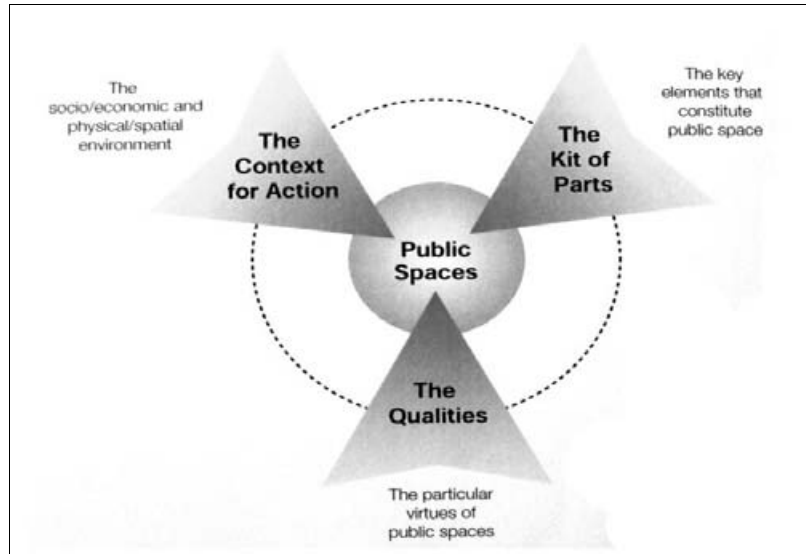 The
socio/economic and
physical/spatial
environment
The
Context
for Action
The
Kit of
Parts
The key
elements that
constitute
public space
Public
Spaces
The
Qualities
The particular
virtues of
public spaces